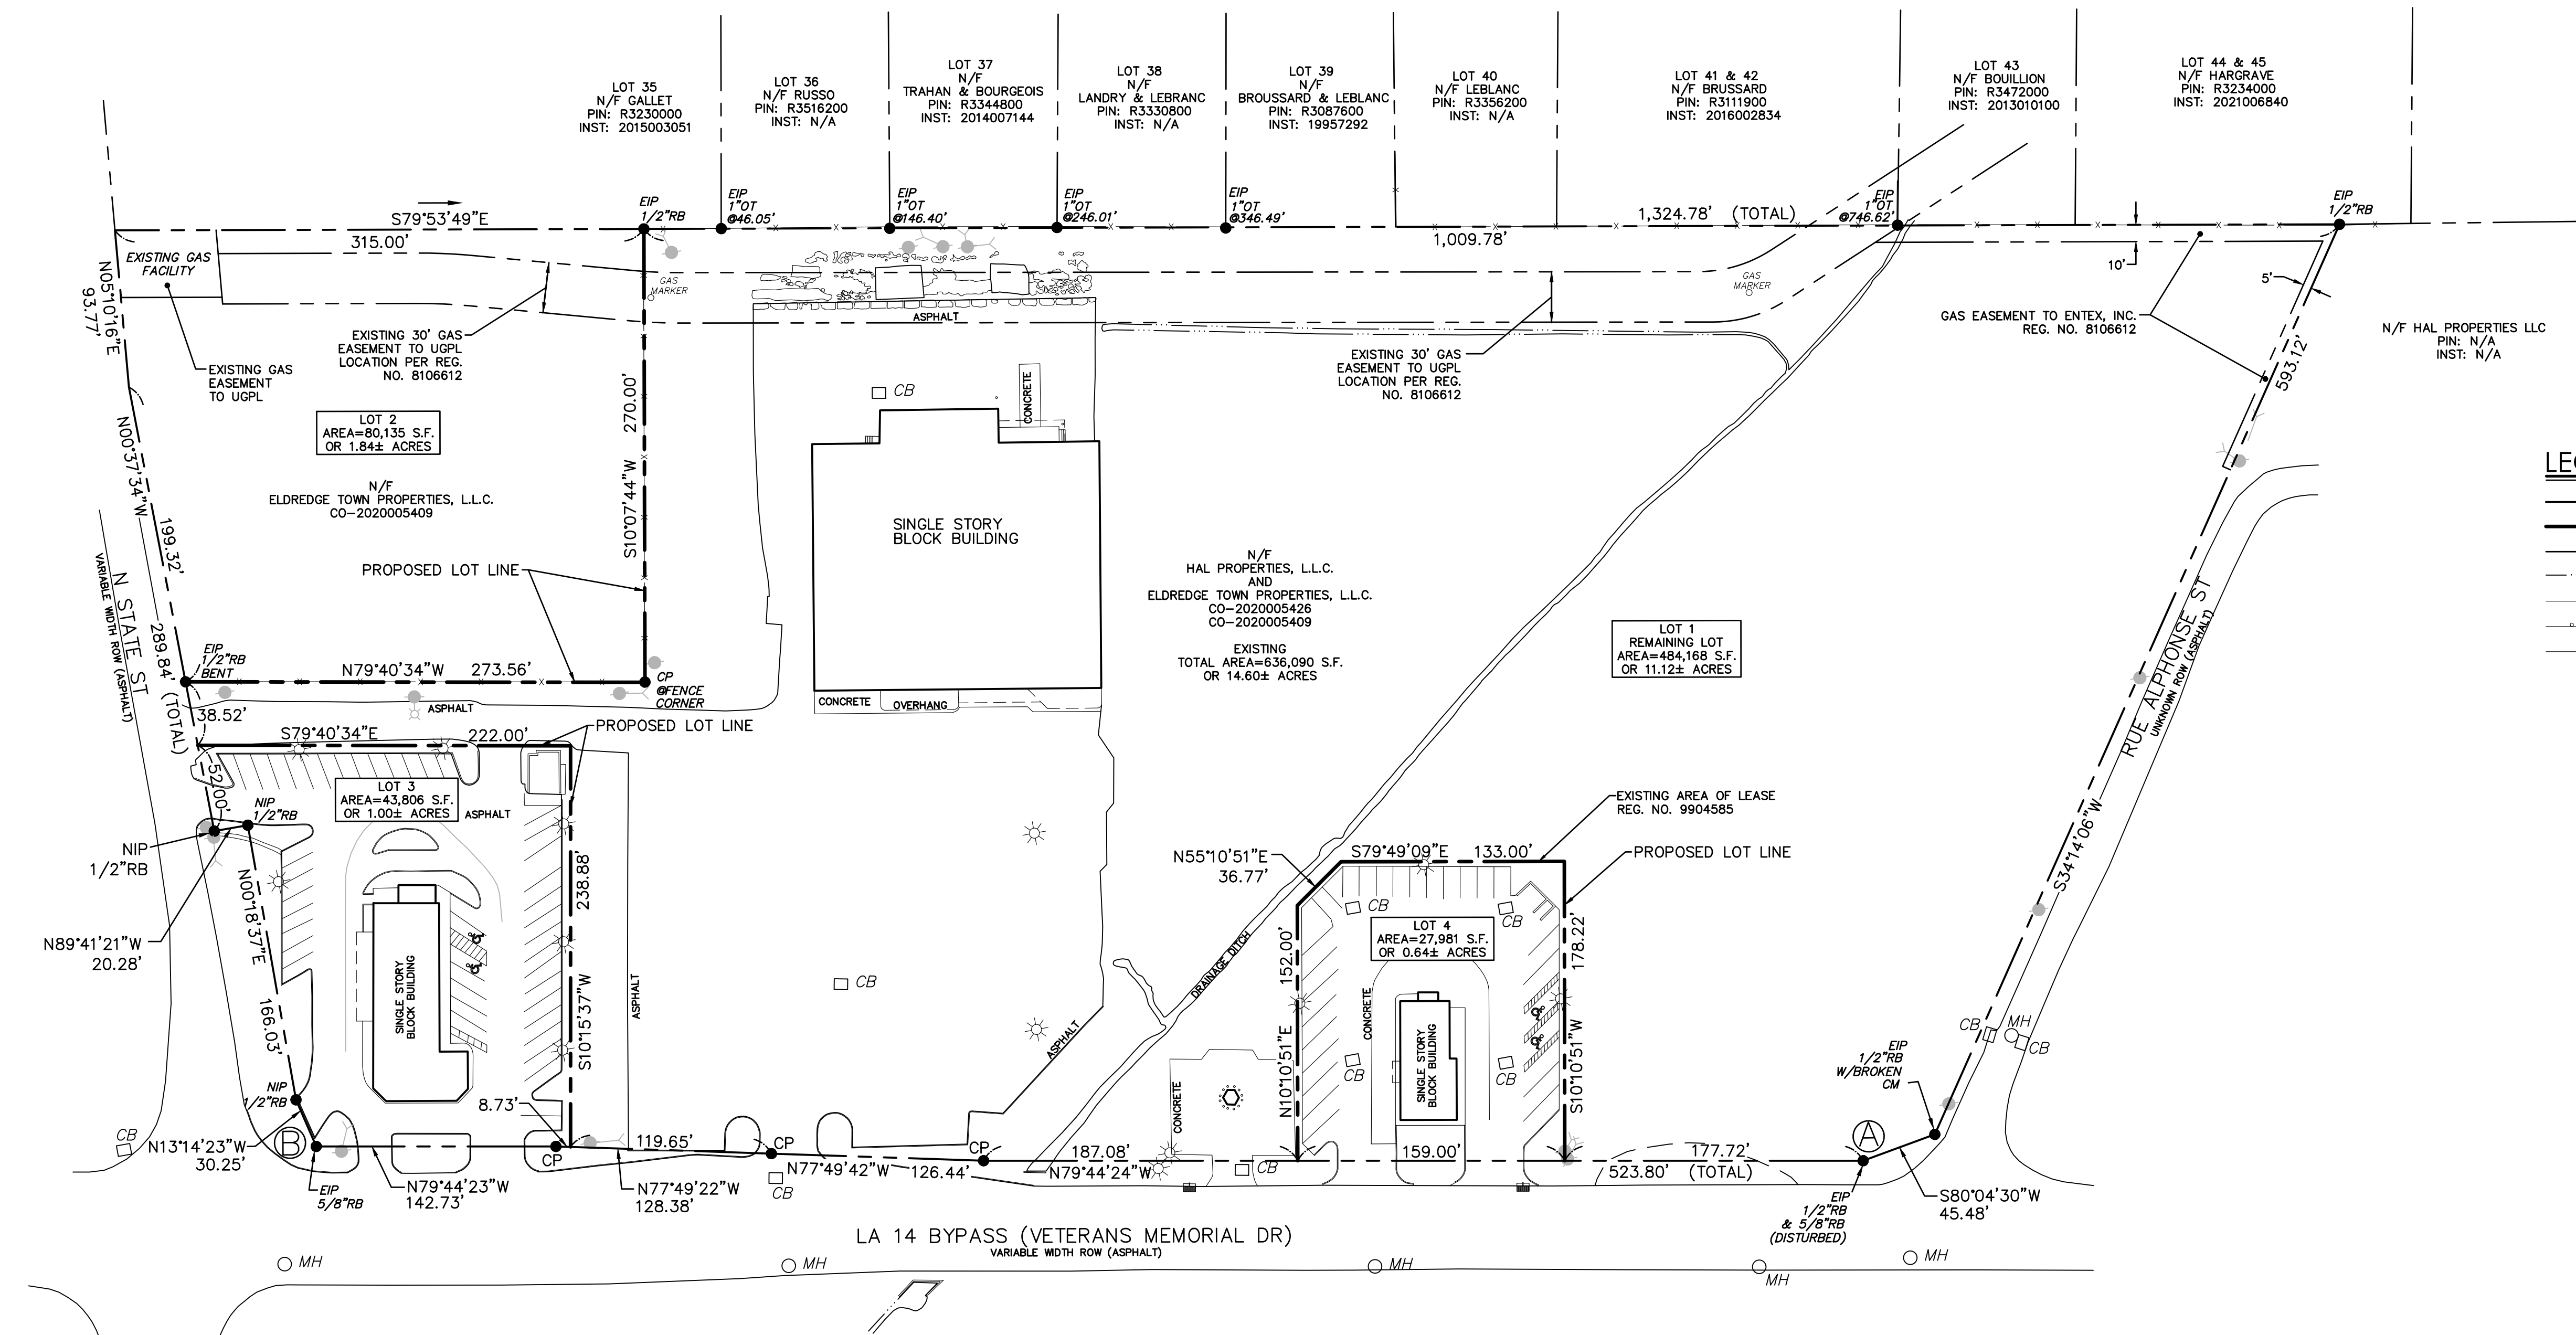 LOT 35
N/F GALLET
PIN: R3230000
INST: 2015003051
LOT 36
N/F RUSSO
PIN: R3516200
INST: N/A
LOT 37
N/F
TRAHAN & BOURGEOIS
PIN: R3344800
INST: 2014007144
LOT 38
N/F
LANDRY & LEBRANC
PIN: R3330800
INST: N/A
LOT 39
N/F
BROUSSARD & LEBLANC
PIN: R3087600
INST: 19957292
LOT 40
N/F LEBLANC
PIN: R3356200
INST: N/A
LOT 41 & 42
N/F BRUSSARD
PIN: R3111900
INST: 2016002834
LOT 43
N/F BOUILLION
PIN: R3472000
INST: 2013010100
LOT 44 & 45
N/F HARGRAVE
PIN: R3234000
INST: 2021006840
S79°53'49"E
315.00'
EIP
1/2"RB
EIP
1"OT
@46.05'
EIP
1"OT
@146.40'
EIP
1"OT
@246.01'
EIP
1"OT
@346.49'
1,009.78'
1,324.78' (TOTAL)
EIP
1"OT
@746.62'
EIP
1/2"RB
10'
5'
EXISTING GAS
FACILITY
N05°10'16"E
93.77'
EXISTING GAS
EASEMENT
TO UGPL
EXISTING 30' GAS
EASEMENT TO UGPL
LOCATION PER REG.
NO. 8106612
GAS
MARKER
ASPHALT
EXISTING 30' GAS
EASEMENT TO UGPL
LOCATION PER REG.
NO. 8106612
GAS
MARKER
GAS EASEMENT TO ENTEX, INC.
REG. NO. 8106612
593.12'
N/F HAL PROPERTIES LLC
PIN: N/A
INST: N/A
LOT 2
AREA=80,135 S.F.
OR 1.84± ACRES
N/F
ELDREDGE TOWN PROPERTIES, L.L.C.
CO-2020005409
N00°37'34"W
199.32'
289.84' (TOTAL)
270.00'
S10°07'44"W
PROPOSED LOT LINE
CB
CONCRETE
SINGLE STORY
BLOCK BUILDING
CONCRETE
OVERHANG
N/F
HAL PROPERTIES, L.L.C.
AND
ELDREDGE TOWN PROPERTIES, L.L.C.
CO-2020005426
CO-2020005409
EXISTING
TOTAL AREA=636,090 S.F.
OR 14.60± ACRES
LOT 1
REMAINING LOT
AREA=484,168 S.F.
OR 11.12± ACRES
RUE ALPHONSE ST
UNKNOWN ROW (ASPHALT)
S34°14'06"W
N STATE ST
VARIABLE WIDTH ROW (ASPHALT)
EIP
1/2"RB
BENT
N79°40'34"W 273.56'
CP
@FENCE
CORNER
38.52'
ASPHALT
S79°40'34"E 222.00'
PROPOSED LOT LINE
52.00'
NIP
1/2"RB
LOT 3
AREA=43,806 S.F.
OR 1.00± ACRES
ASPHALT
NIP
1/2"RB
N00°18'37"E
166.03'
N89°41'21"W
20.28'
SINGLE STORY
BLOCK BUILDING
238.88'
S10°15'37"W
ASPHALT
CB
ASPHALT
DRAINAGE DITCH
EXISTING AREA OF LEASE
REG. NO. 9904585
N55°10'51"E
36.77'
S79°49'09"E 133.00'
PROPOSED LOT LINE
CB
CB
LOT 4
AREA=27,981 S.F.
OR 0.64± ACRES
152.00'
N10°10'51"E
178.22'
S10°10'51"W
CONCRETE
CB
CB
SINGLE STORY
BLOCK BUILDING
CONCRETE
CB
MH
CB
EIP
1/2"RB
W/BROKEN
CM
NIP
1/2"RB
8.73'
CB
N13°14'23"W
30.25'
B
EIP
5/8"RB
N79°44'23"W
142.73'
CP
119.65'
N77°49'22"W
128.38'
CP
CB
N77°49'42"W
126.44'
CP
187.08'
N79°44'24"W
CB
159.00'
177.72'
523.80' (TOTAL)
A
EIP
1/2"RB
& 5/8"RB
(DISTURBED)
S80°04'30"W
45.48'
LA 14 BYPASS (VETERANS MEMORIAL DR)
VARIABLE WIDTH ROW (ASPHALT)
MH
MH
MH
MH
MH